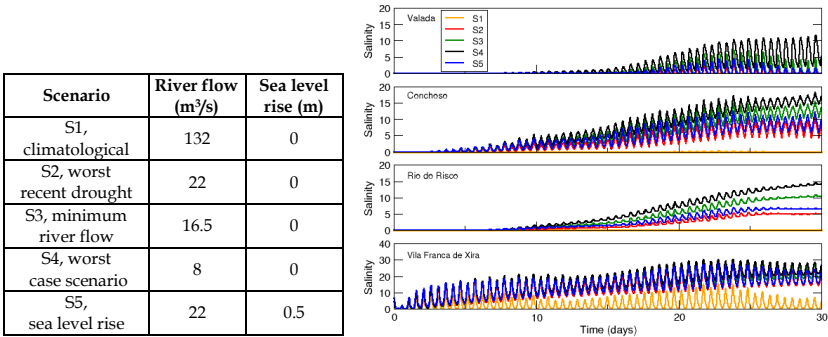 Scenario River flow (m³/s) Sea level rise (m)
S1, climatological 132 0
S2, worst recent drought 22 0
S3, minimum river flow 16.5 0
S4, worst case scenario 8 0
S5, sea level rise 22 0.5
Valada
S1
S2
S3
S4
S5
Salinity
20
15
10
5
0
Conchoso
Salinity
20
15
10
5
0
Rio do Risco
Salinity
20
15
10
5
0
Vila Franca de Xira
Salinity
40
30
20
10
0
0 10 20 30
Time (days)